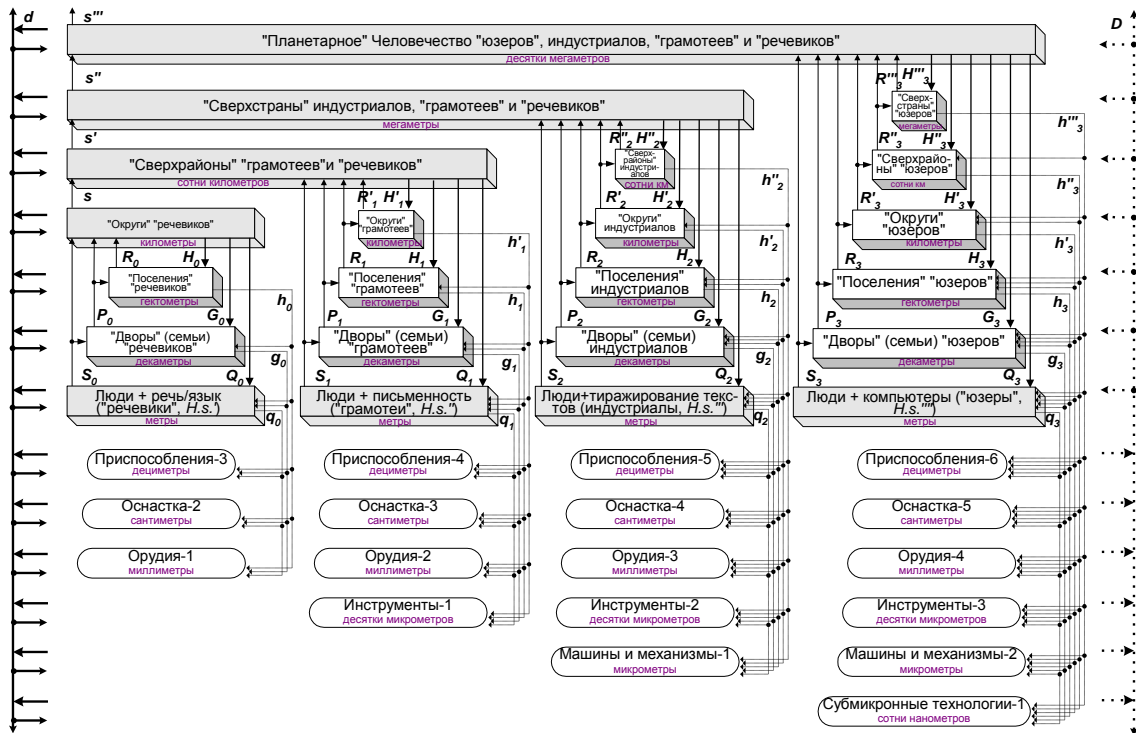 d
s'''
D
"Планетарное" Человечество "юзеров", индустриалов, "грамотеев" и "речевиков"
десятки мегаметров
s''
R'''3 H'''3
"Сверх-
страны"
"юзеров"
мегаметры
h'''3
"Сверхстраны" индустриалов, "грамотеев" и "речевиков"
мегаметры
s'
R''2 H''2
"Сверх-
районы"
индустри-
алов
сотни км
h''2
R''3 H''3
"Сверхрайо-
ны" "юзеров"
сотни км
h''3
"Сверхрайоны" "грамотеев"и "речевиков"
сотни километров
s
R'1 H'1
"Округи"
"грамотеев"
километры
h'1
R'2 H'2
"Округи"
индустриалов
километры
h'2
R'3 H'3
"Округи"
"юзеров"
километры
h'3
"Округи" "речевиков"
километры
R0 H0
"Поселения"
"речевиков"
гектометры
h0
R1 H1
"Поселения"
"грамотеев"
гектометры
h1
R2 H2
"Поселения"
индустриалов
гектометры
h2
R3 H3
"Поселения" "юзеров"
гектометры
h3
P0 G0
"Дворы" (семьи)
"речевиков"
декаметры
g0
P1 G1
"Дворы" (семьи)
"грамотеев"
декаметры
g1
P2 G2
"Дворы" (семьи)
индустриалов
декаметры
g2
P3 G3
"Дворы" (семьи) "юзеров"
декаметры
g3
S0 Q0
Люди + речь/язык
("речевики", H.s.')
метры
q0
S1 Q1
Люди + письменность
("грамотеи", H.s.'')
метры
q1
S2 Q2
Люди+тиражирование текс-
тов (индустриалы, H.s.''')
метры
q2
S3 Q3
Люди + компьютеры ("юзеры",
H.s.'''')
метры
q3
Приспособления-3
дециметры
Приспособления-4
дециметры
Приспособления-5
дециметры
Приспособления-6
дециметры
Оснастка-2
сантиметры
Оснастка-3
сантиметры
Оснастка-4
сантиметры
Оснастка-5
сантиметры
Орудия-1
миллиметры
Орудия-2
миллиметры
Орудия-3
миллиметры
Орудия-4
миллиметры
Инструменты-1
десятки микрометров
Инструменты-2
десятки микрометров
Инструменты-3
десятки микрометров
Машины и механизмы-1
микрометры
Машины и механизмы-2
микрометры
Субмикронные технологии-1
сотни нанометров